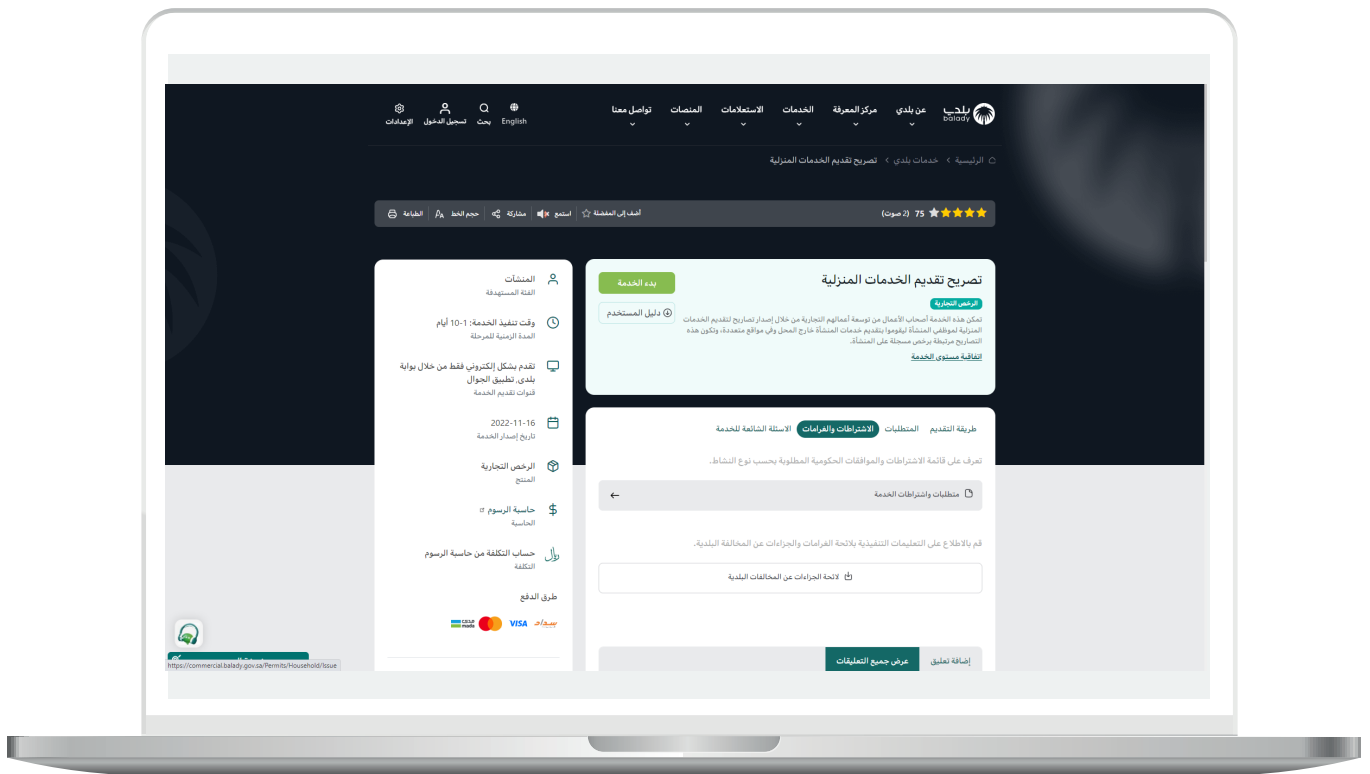 بلدي
balady
عن بلدي
مركز المعرفة
الخدمات
الاستعلامات
المنصات
تواصل معنا
English
بحث
تسجيل الدخول
الإعدادات
الرئيسية > خدمات بلدي > تصريح تقديم الخدمات المنزلية
75 (2 صوت)
أضف إلى المفضلة
استمع
مشاركة
حجم الخط
الطباعة
تصريح تقديم الخدمات المنزلية
بدء الخدمة
الرخص التجارية
دليل المستخدم
تمكن هذه الخدمة أصحاب الأعمال من توسعة أعمالهم التجارية من خلال إصدار تصاريح لتقديم الخدمات
المنزلية لموظفي المنشأة ليقوموا بتقديم خدمات المنشأة خارج المحل وفي مواقع متعددة، وتكون هذه
التصاريح مرتبطة برخص مسجلة على المنشأة.
اتفاقية مستوى الخدمة
طريقة التقديم
المتطلبات
الاشتراطات والغرامات
الاسئلة الشائعة للخدمة
تعرف على قائمة الاشتراطات والموافقات الحكومية المطلوبة بحسب نوع النشاط.
متطلبات واشتراطات الخدمة
قم بالاطلاع على التعليمات التنفيذية بلائحة الغرامات والجزاءات عن المخالفة البلدية.
لائحة الجزاءات عن المخالفات البلدية
إضافة تعليق
عرض جميع التعليقات
المنشآت
الفئة المستهدفة
وقت تنفيذ الخدمة: 1-10 أيام
المدة الزمنية للمرحلة
تقدم بشكل إلكتروني فقط من خلال بوابة
بلدي, تطبيق الجوال
قنوات تقديم الخدمة
2022-11-16
تاريخ إصدار الخدمة
الرخص التجارية
المنتج
حاسبة الرسوم
الحاسبة
حساب التكلفة من حاسبة الرسوم
التكلفة
طرق الدفع
سداد
VISA
مدى
mada
https://commercial.balady.gov.sa/Permits/Household/Issue